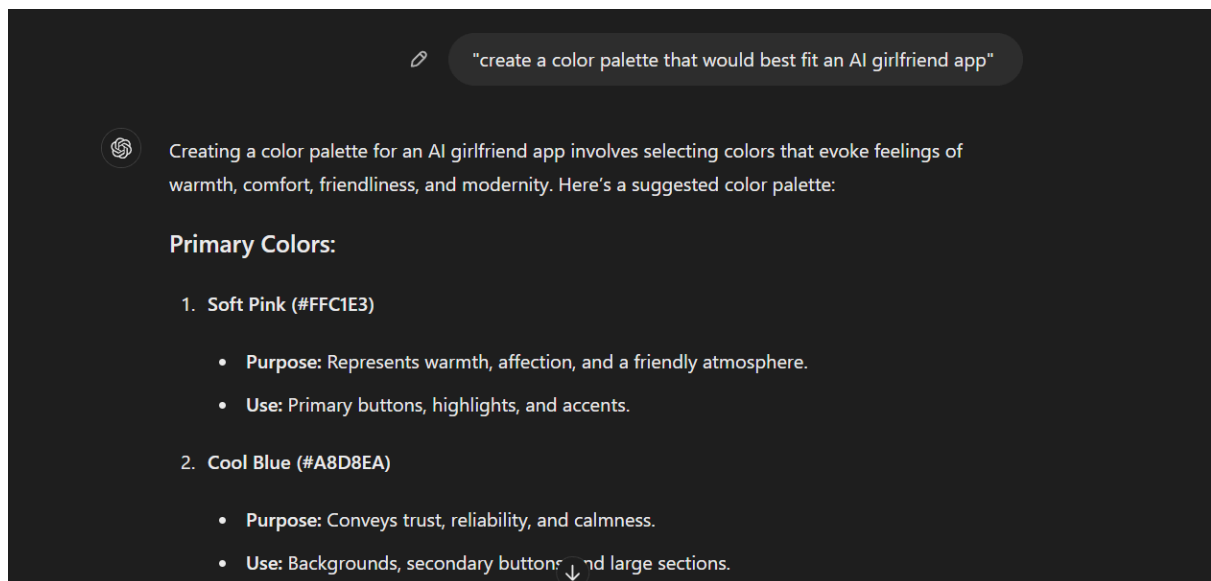 "create a color palette that would best fit an AI girlfriend app"
Creating a color palette for an AI girlfriend app involves selecting colors that evoke feelings of
warmth, comfort, friendliness, and modernity. Here's a suggested color palette:
Primary Colors:
1. Soft Pink (#FFC1E3)
• Purpose: Represents warmth, affection, and a friendly atmosphere.
• Use: Primary buttons, highlights, and accents.
2. Cool Blue (#A8D8EA)
• Purpose: Conveys trust, reliability, and calmness.
• Use: Backgrounds, secondary buttons, and large sections.